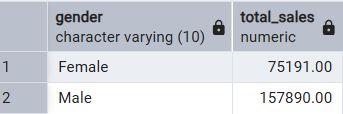 gender total_sales
character varying (10) numeric
1 Female 75191.00
2 Male 157890.00